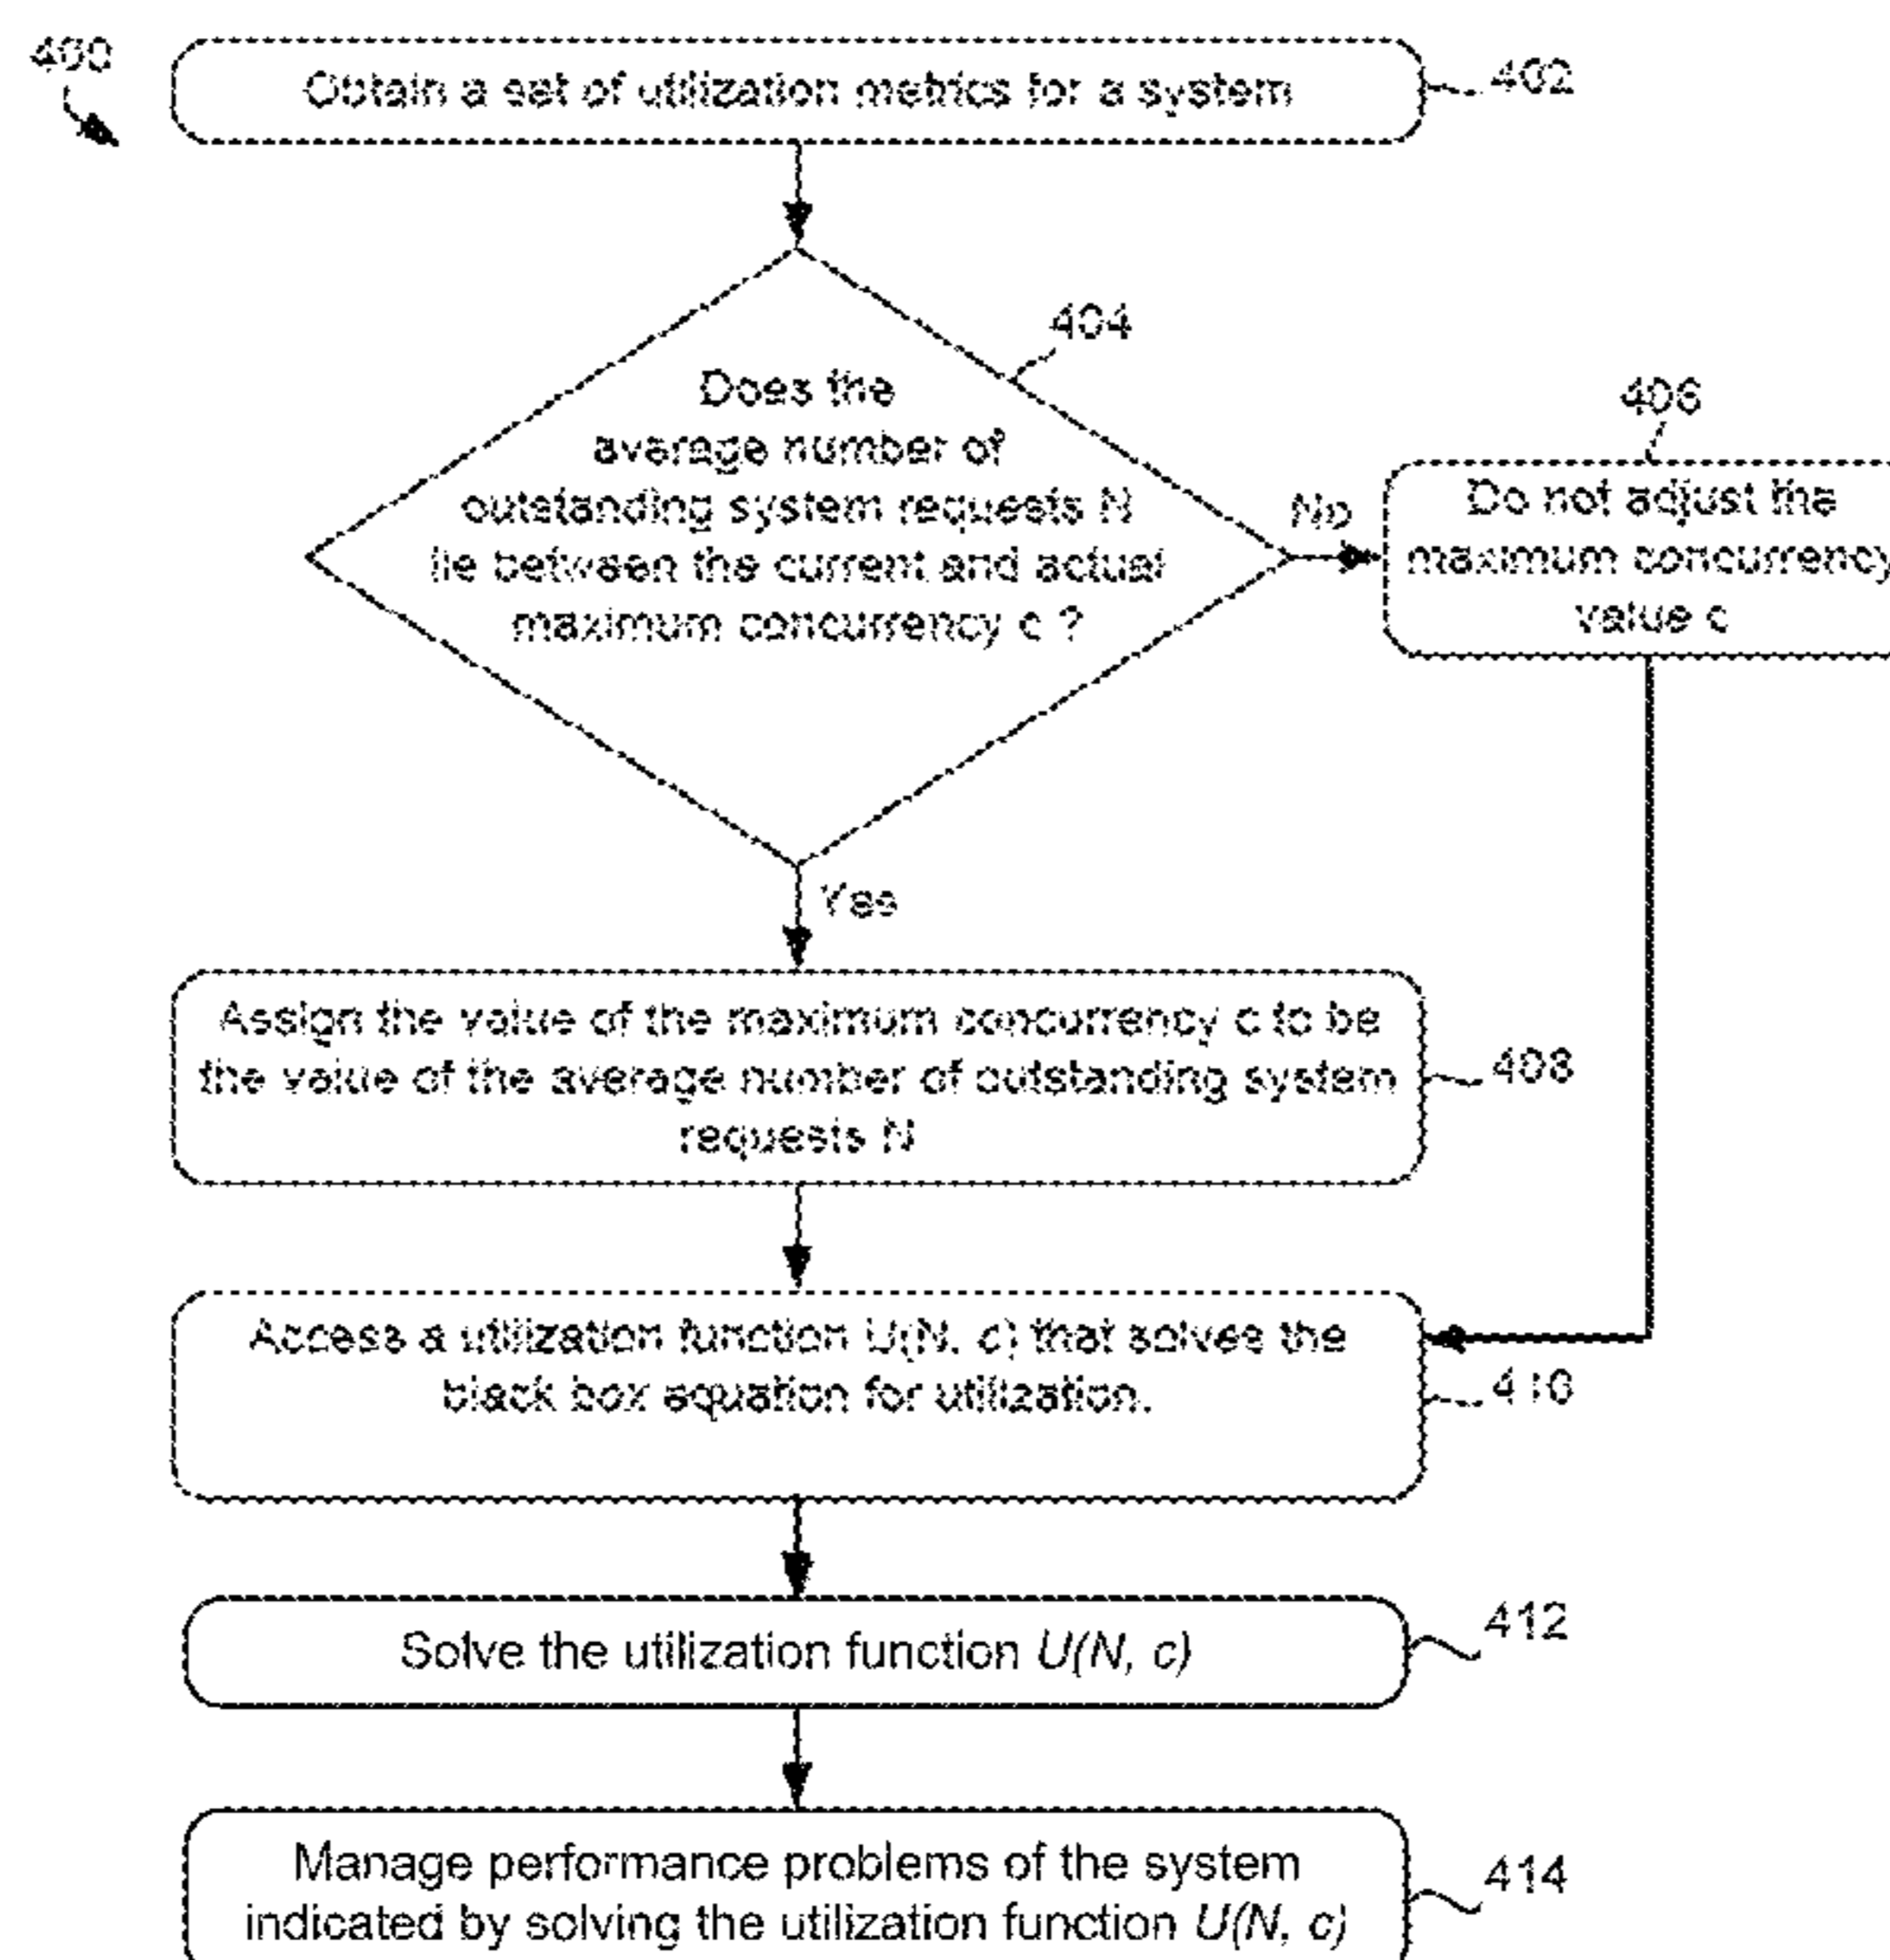 400
Obtain a set of utilization metrics for a system
402
404
Does the
average number of
outstanding system requests N
lie between the current and actual
maximum concurrency c ?
406
No
Do not adjust the
maximum concurrency
value c
Yes
Assign the value of the maximum concurrency c to be
the value of the average number of outstanding system
requests N
408
Access a utilization function U(N, c) that solves the
black box equation for utilization.
410
Solve the utilization function U(N, c)
412
Manage performance problems of the system
indicated by solving the utilization function U(N, c)
414